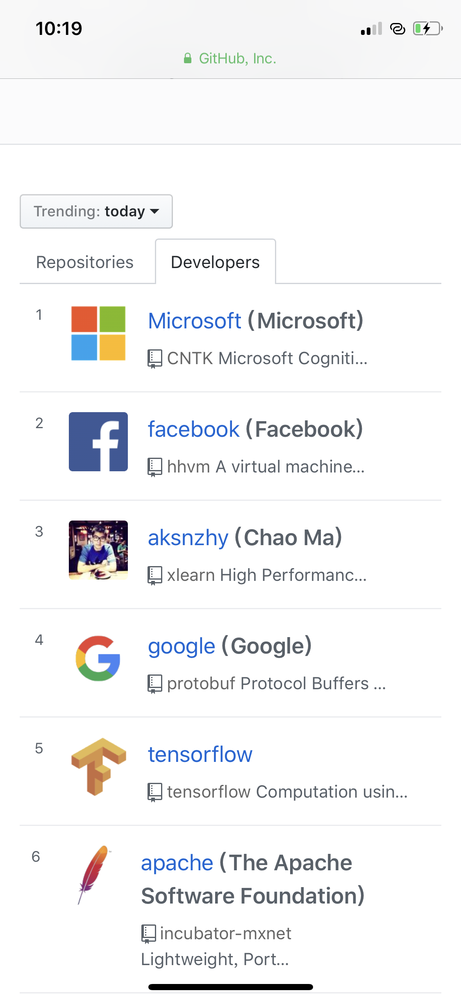 10:19
GitHub, Inc.
Trending: today
Repositories
Developers
1
Microsoft (Microsoft)
CNTK Microsoft Cogniti...
2
facebook (Facebook)
hhvm A virtual machine...
3
aksnzhy (Chao Ma)
xlearn High Performanc...
4
google (Google)
protobuf Protocol Buffers ...
5
tensorflow
tensorflow Computation usin...
6
apache (The Apache
Software Foundation)
incubator-mxnet
Lightweight, Port...